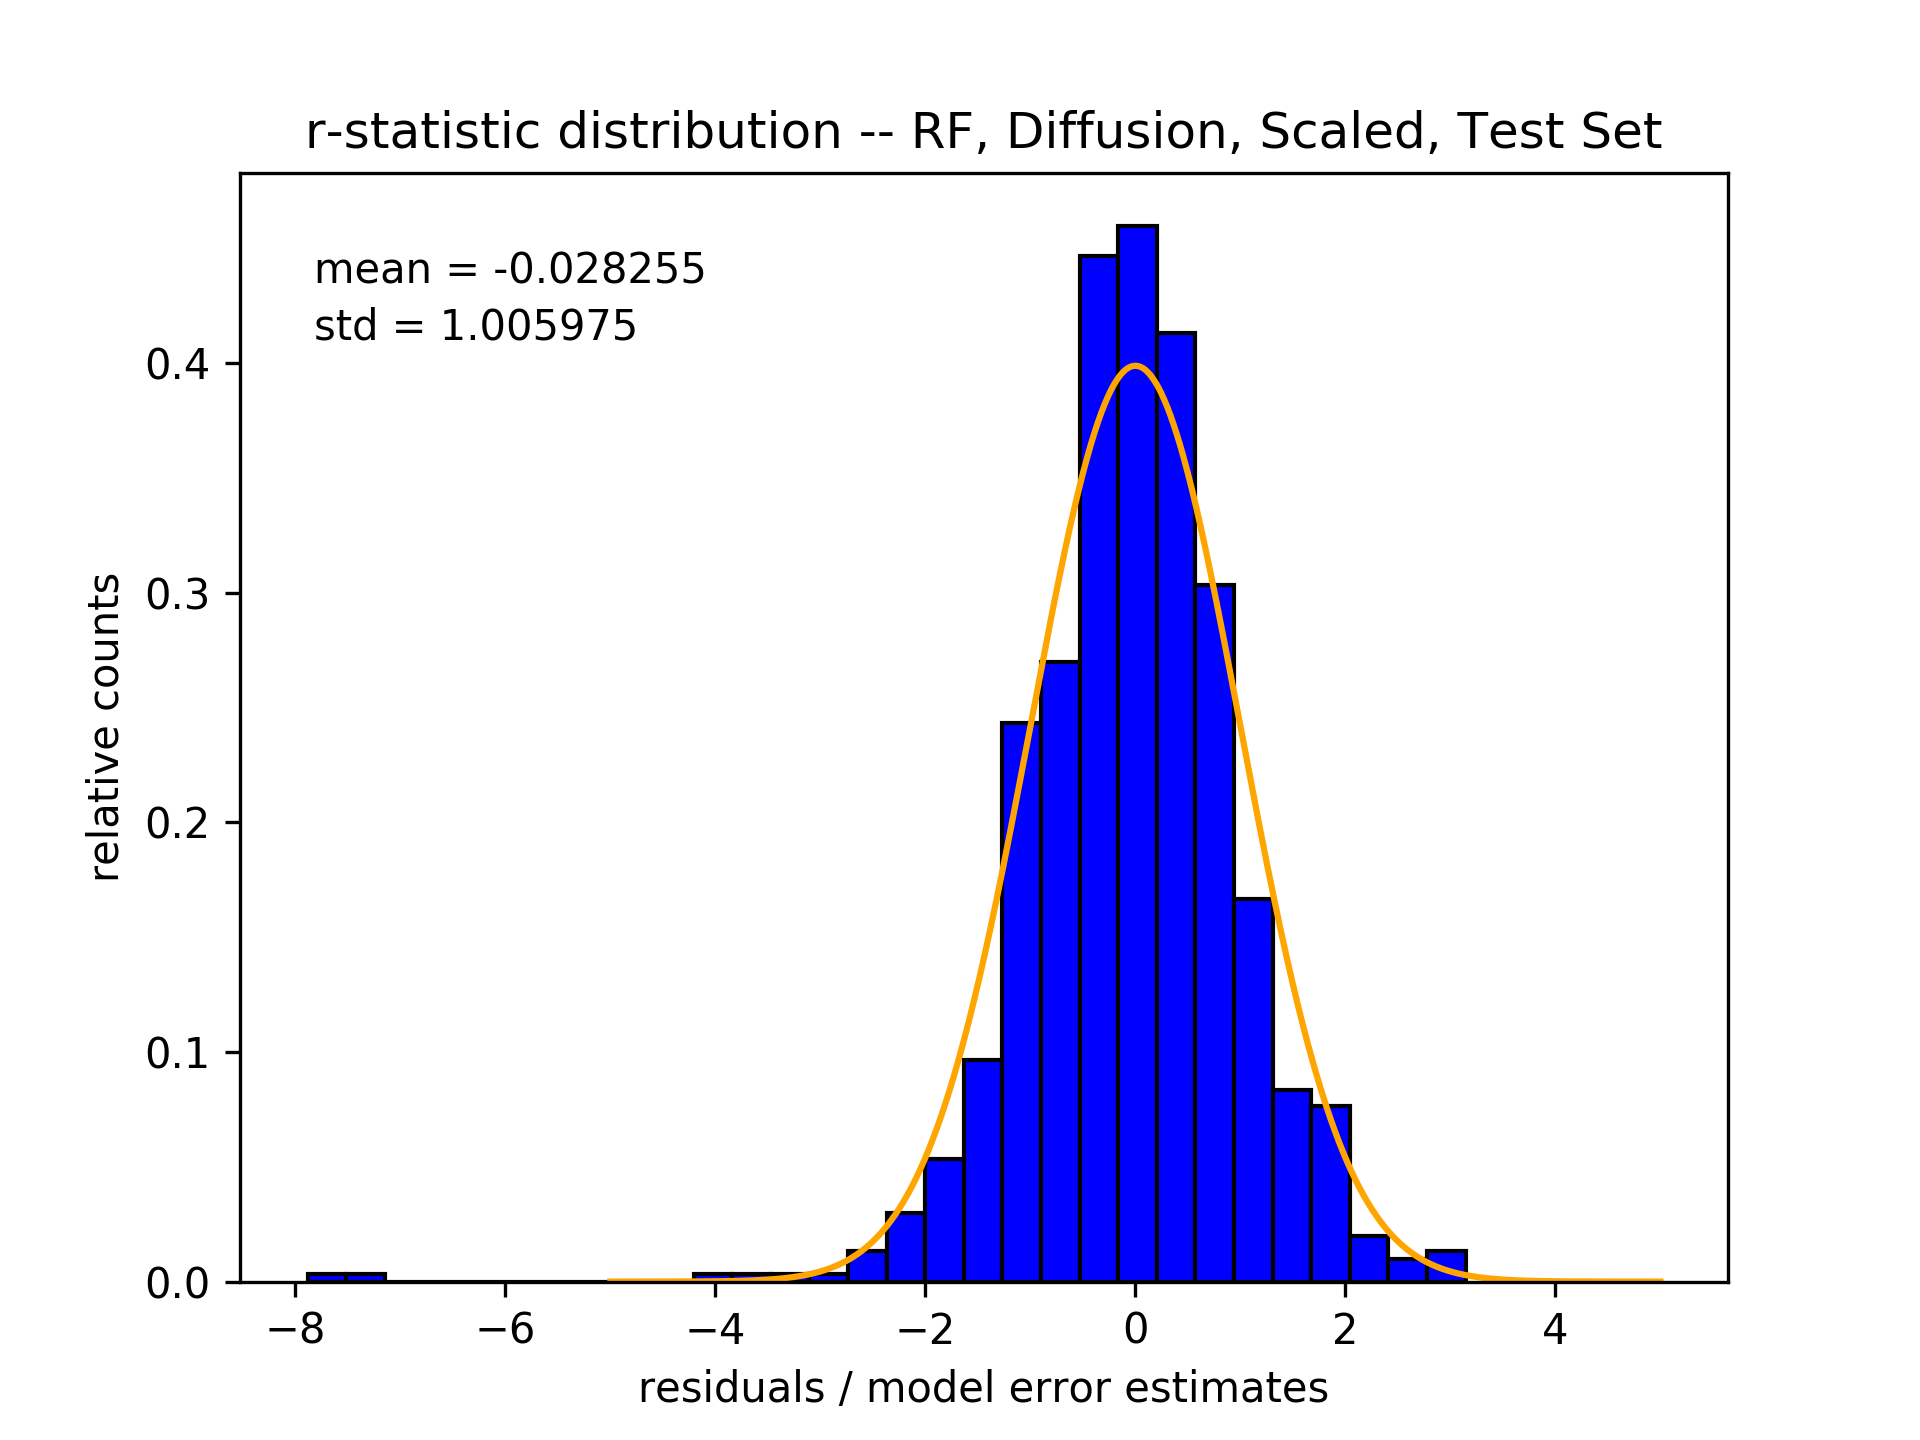 r-statistic distribution -- RF, Diffusion, Scaled, Test Set
mean = -0.028255
std = 1.005975
relative counts
0.4
0.3
0.2
0.1
0.0
−8 −6 −4 −2 0 2 4
residuals / model error estimates